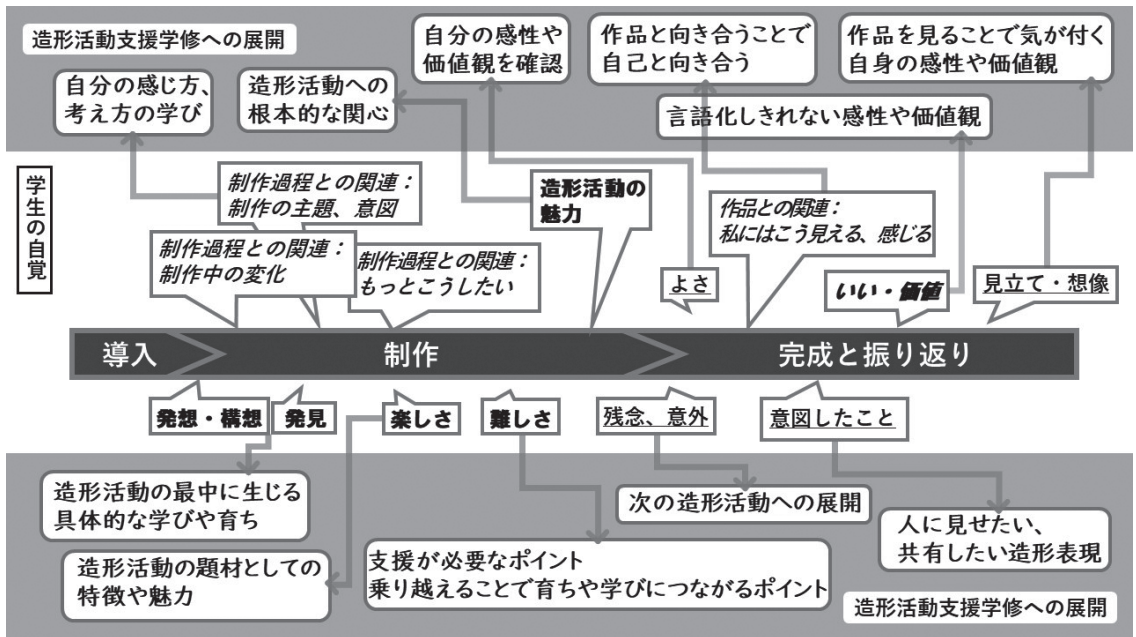 造形活動支援学修への展開
自分の感じ方、
考え方の学び
造形活動への
根本的な関心
自分の感性や
価値観を確認
作品と向き合うことで
自己と向き合う
作品を見ることで気が付く
自身の感性や価値観
言語化しきれない感性や価値観
学生の自覚
制作過程との関連：
制作の主題、意図
制作過程との関連：
制作中の変化
制作過程との関連：
もっとこうしたい
造形活動の
魅力
よさ
作品との関連：
私にはこう見える、感じる
いい・価値
見立て・想像
導入
制作
完成と振り返り
発想・構想
発見
楽しさ
難しさ
残念、意外
意図したこと
造形活動の最中に生じる
具体的な学びや育ち
造形活動の題材としての
特徴や魅力
支援が必要なポイント
乗り越えることで育ちや学びにつながるポイント
次の造形活動への展開
人に見せたい、
共有したい造形表現
造形活動支援学修への展開